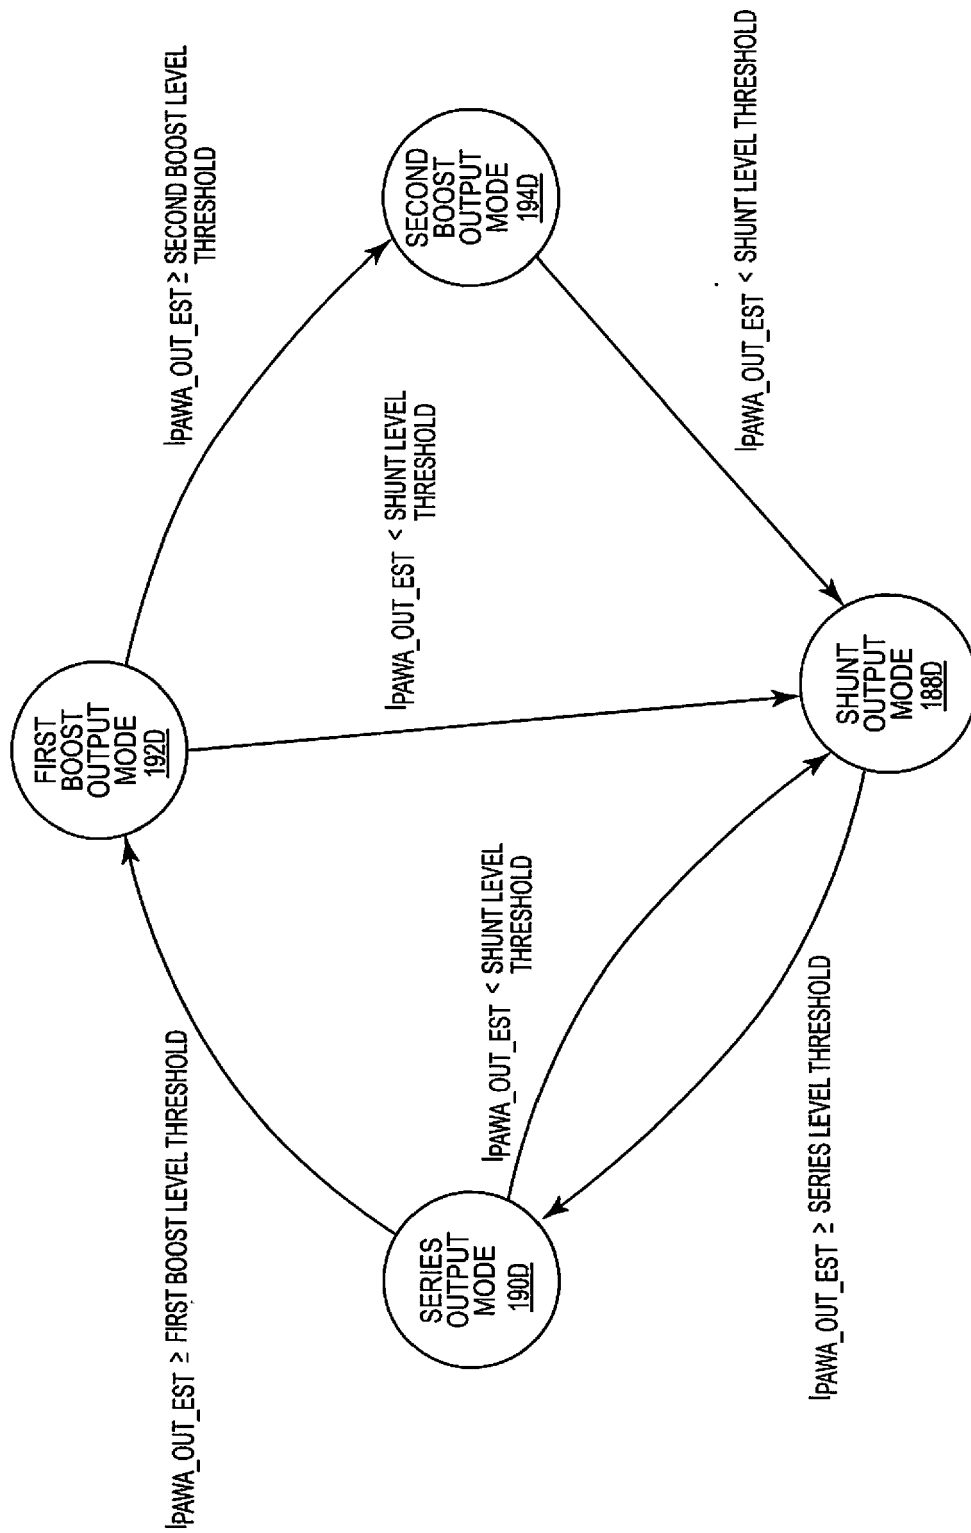 IPAWA_OUT_EST ≥ FIRST BOOST LEVEL THRESHOLD
FIRST
BOOST
OUTPUT
MODE
192D
IPAWA_OUT_EST ≥ SECOND BOOST LEVEL
THRESHOLD
SERIES
OUTPUT
MODE
190D
IPAWA_OUT_EST < SHUNT LEVEL
THRESHOLD
IPAWA_OUT_EST < SHUNT LEVEL
THRESHOLD
SECOND
BOOST
OUTPUT
MODE
194D
IPAWA_OUT_EST ≥ SERIES LEVEL THRESHOLD
SHUNT
OUTPUT
MODE
188D
IPAWA_OUT_EST < SHUNT LEVEL THRESHOLD